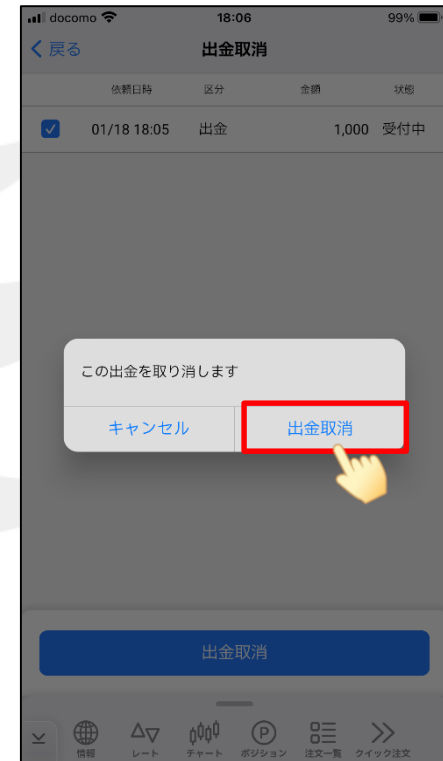 docomo 18:06 99%
戻る 出金取消
依頼日時 区分 金額 状態
01/18 18:05 出金 1,000 受付中
この出金を取り消します
キャンセル 出金取消
出金取消
情報 レート チャート ポジション 注文一覧 クイック注文